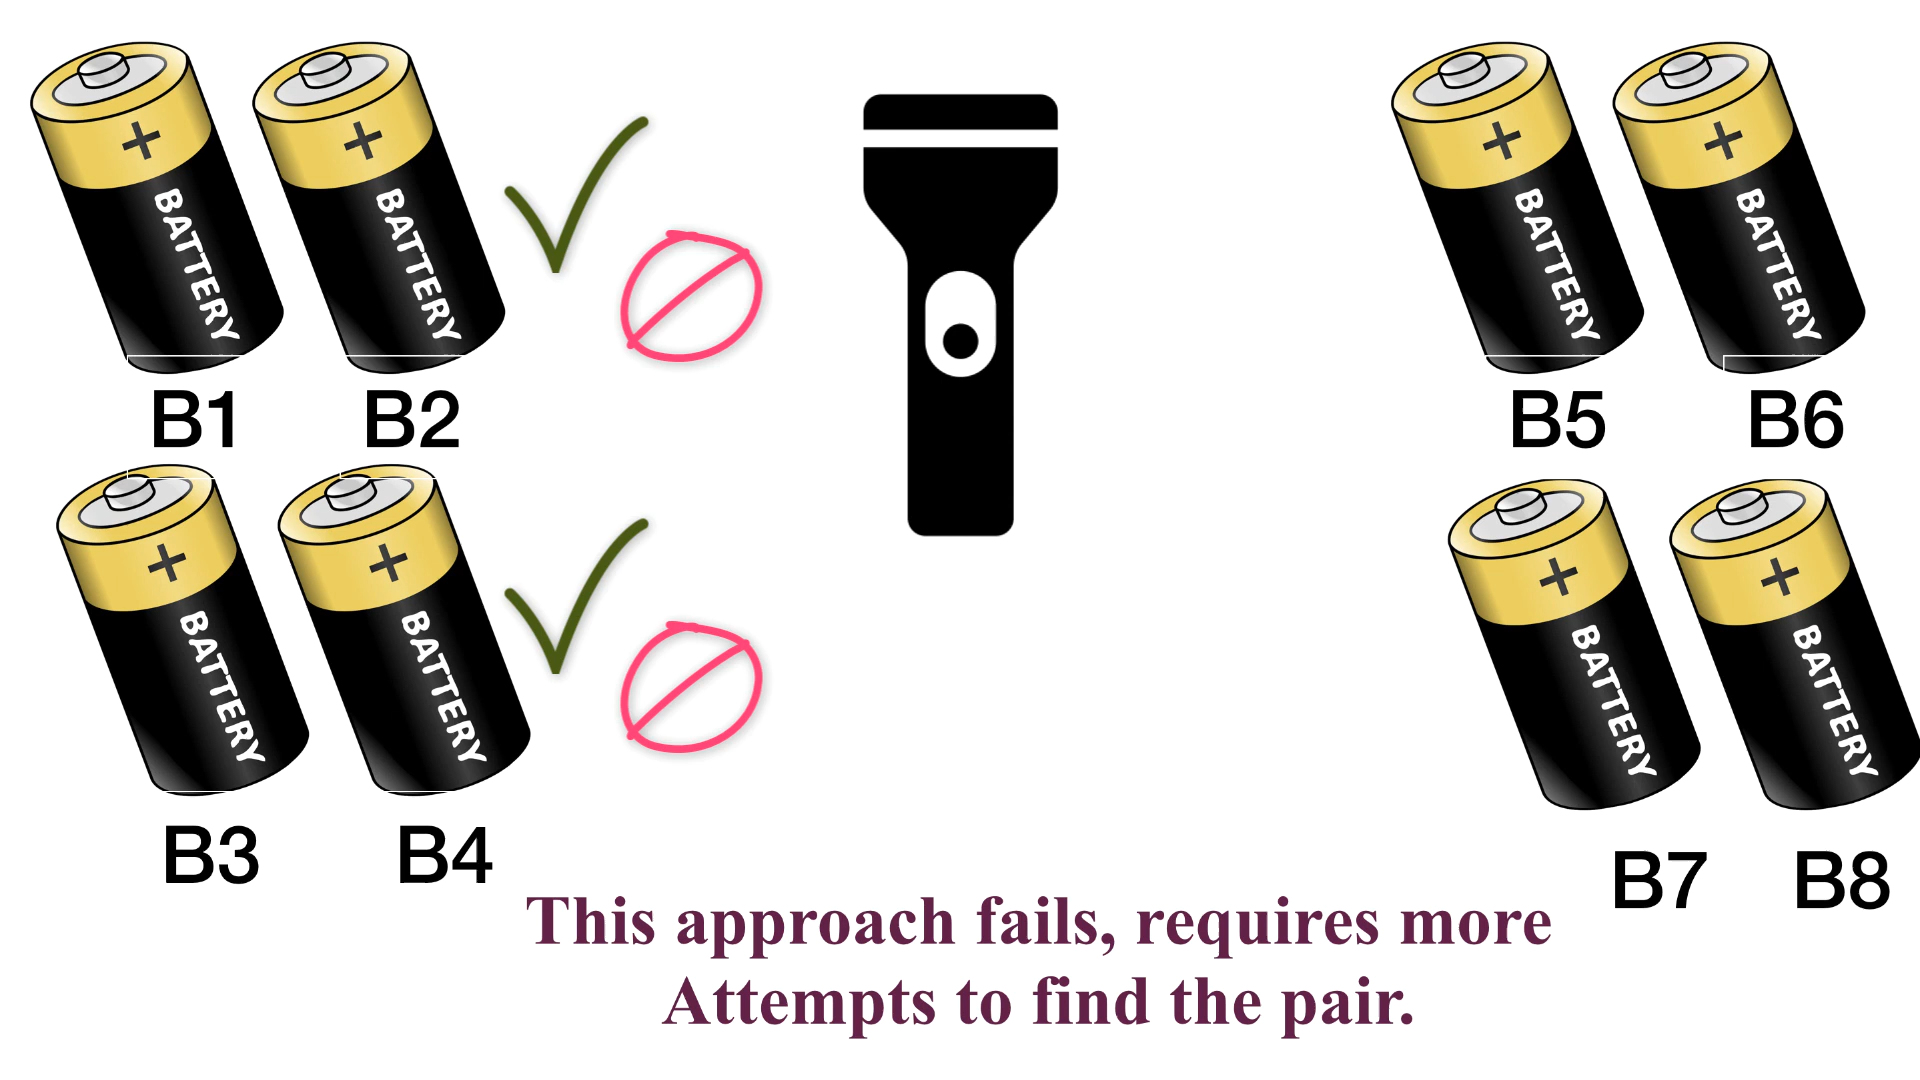 + + + +
BATTERY BATTERY BATTERY BATTERY
B1 B2 B5 B6
+ + + +
BATTERY BATTERY BATTERY BATTERY
B3 B4 B7 B8
This approach fails, requires more
Attempts to find the pair.